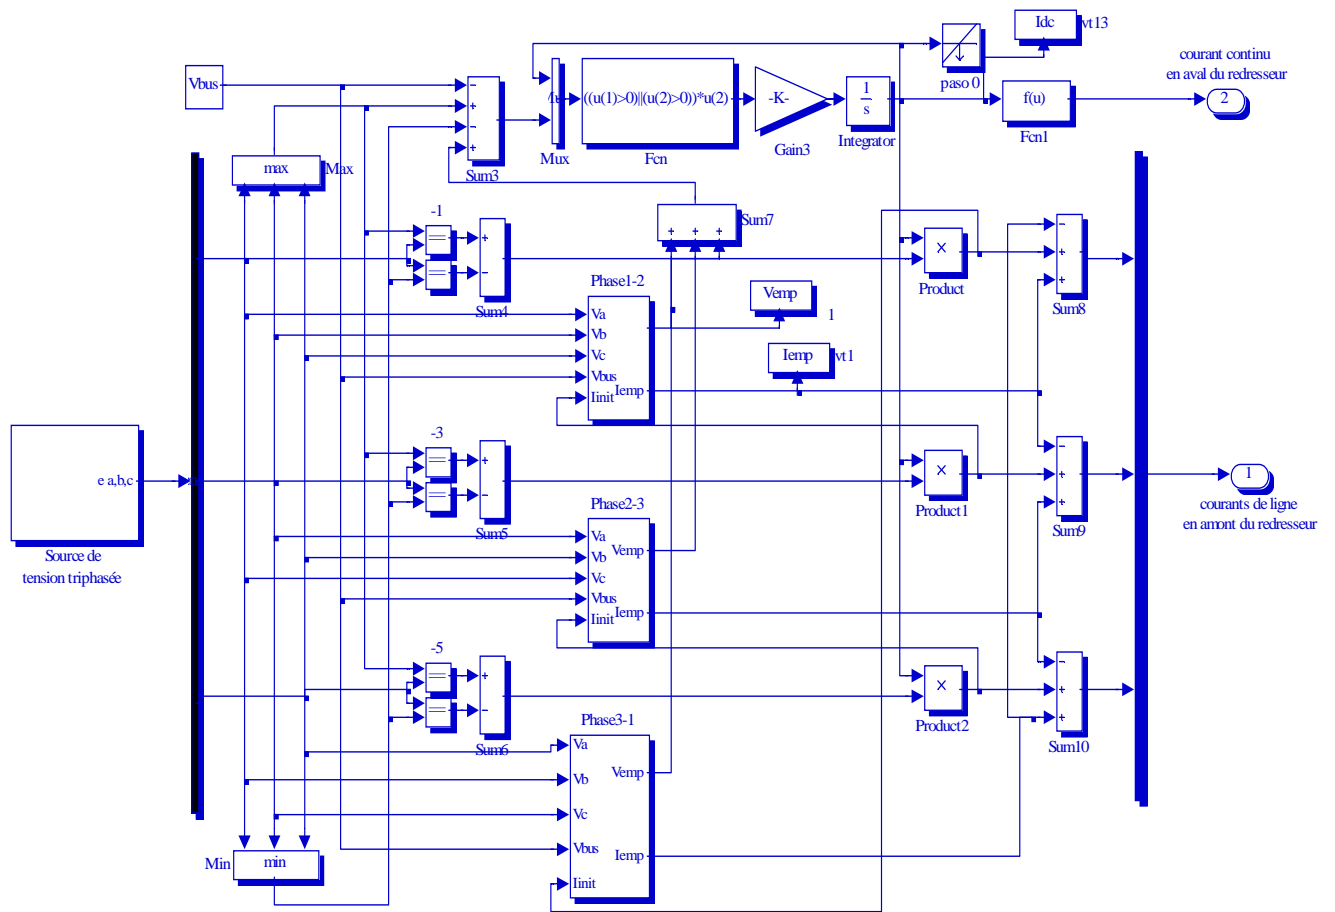 Idc
vt13
courant continu
en aval du redresseur
Vbus
((u(1)>0)||(u(2)>0))*u(2)
-K-
1
s
paso 0
f(u)
2
Mux
Fcn
Gain3
Integrator
Fcn1
max
Max
Sum3
-1
Sum7
Sum4
Product
Sum8
Phase1-2
Va
Vb
Vc
Vbus
Iinit
Iemp
Vemp
1
Iemp
vt1
Source de
tension triphasée
e a,b,c
-3
Sum5
Product1
Sum9
1
courants de ligne
en amont du redresseur
Phase2-3
Va
Vb
Vc
Vbus
Iinit
Vemp
Iemp
-5
Sum6
Product2
Sum10
Phase3-1
Va
Vb
Vc
Vbus
Iinit
Vemp
Iemp
Min
min